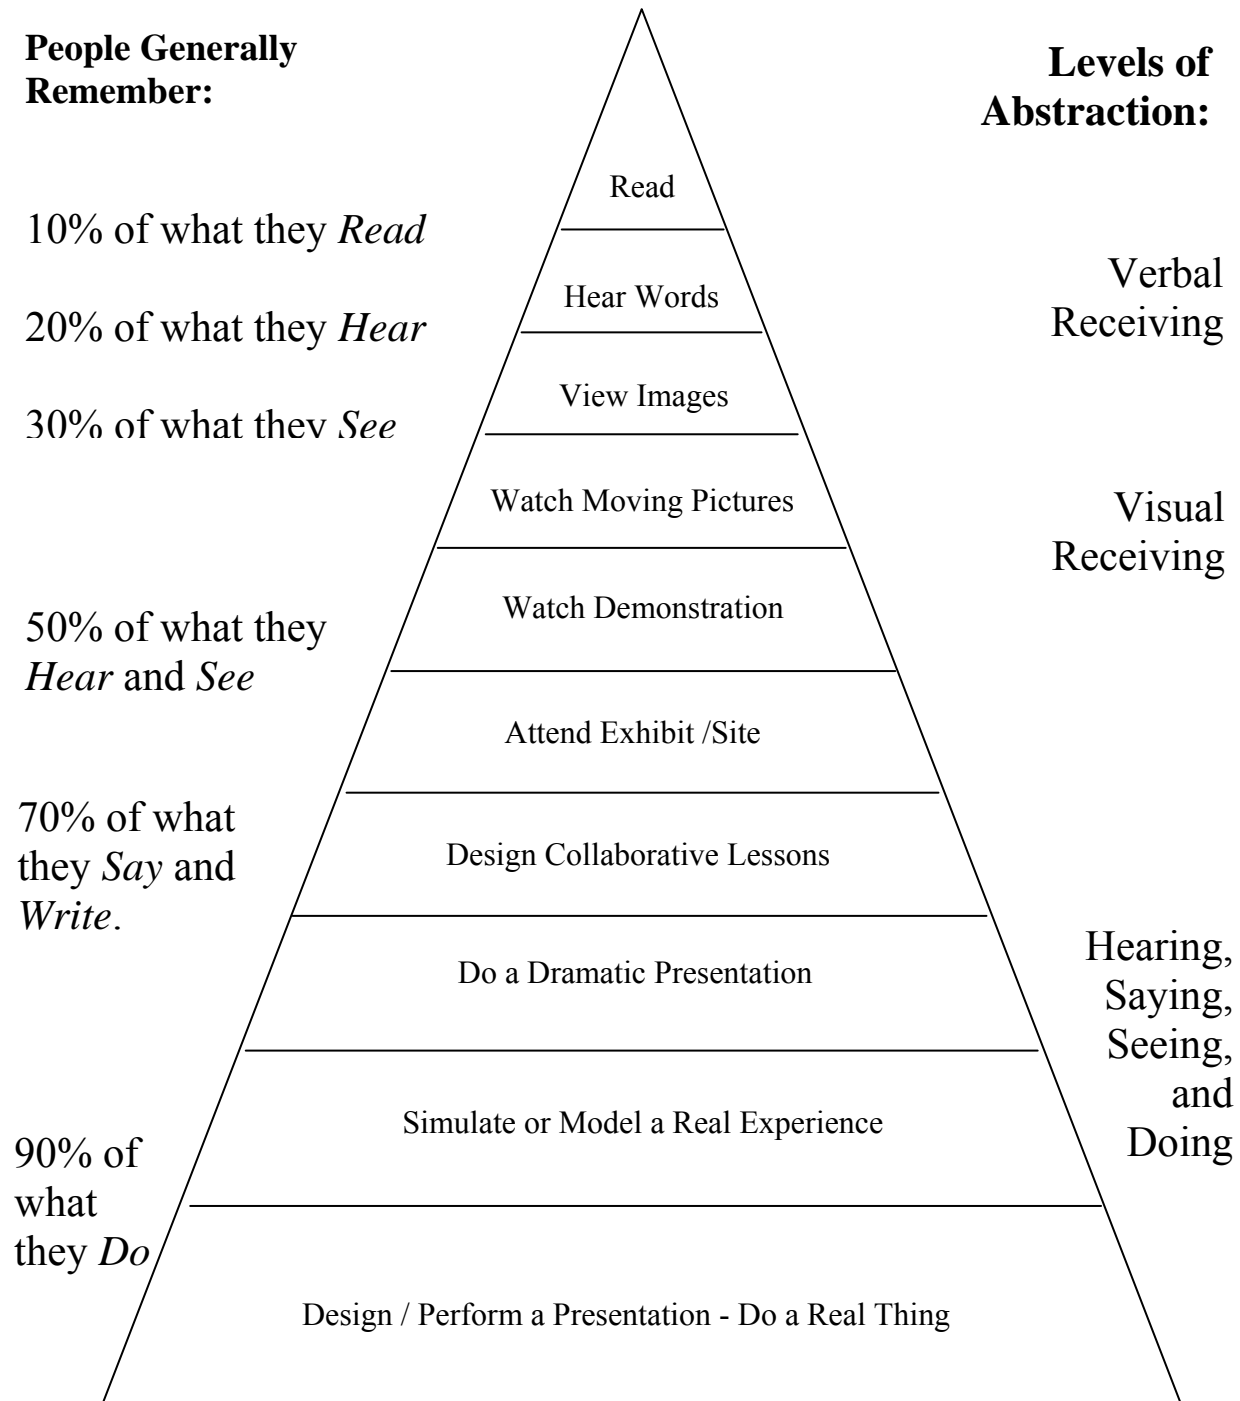 People Generally
Remember:
Levels of
Abstraction:
Read
10% of what they Read
Verbal
Receiving
Hear Words
20% of what they Hear
View Images
30% of what they See
Watch Moving Pictures
Visual
Receiving
Watch Demonstration
50% of what they
Hear and See
Attend Exhibit /Site
70% of what
they Say and
Write.
Design Collaborative Lessons
Do a Dramatic Presentation
Hearing,
Saying,
Seeing,
and
Doing
Simulate or Model a Real Experience
90% of
what
they Do
Design / Perform a Presentation - Do a Real Thing